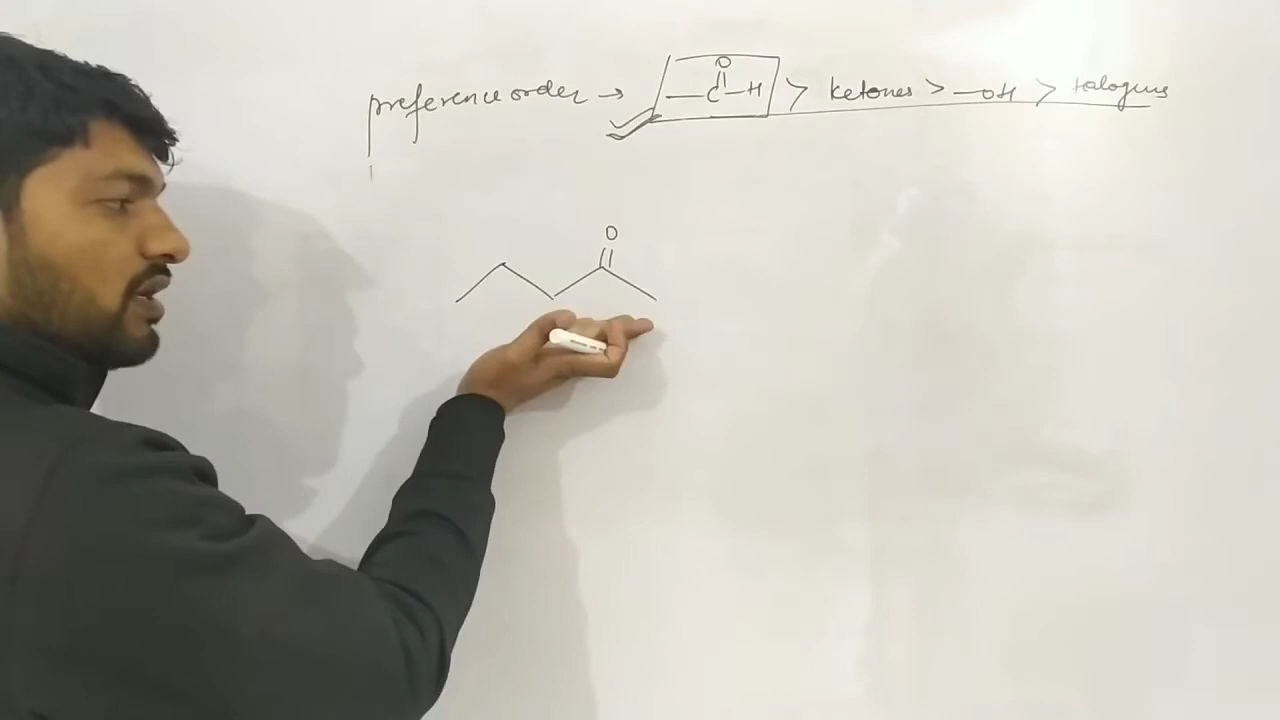 preference order → —C(=O)—H > ketones > —OH > Halogens
O